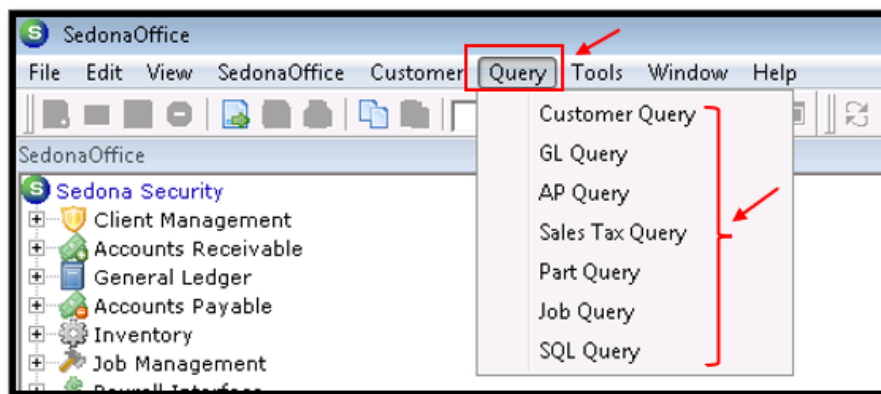 SedonaOffice
File Edit View SedonaOffice Customer Query Tools Window Help
Customer Query
GL Query
AP Query
Sales Tax Query
Part Query
Job Query
SQL Query
SedonaOffice
Sedona Security
Client Management
Accounts Receivable
General Ledger
Accounts Payable
Inventory
Job Management